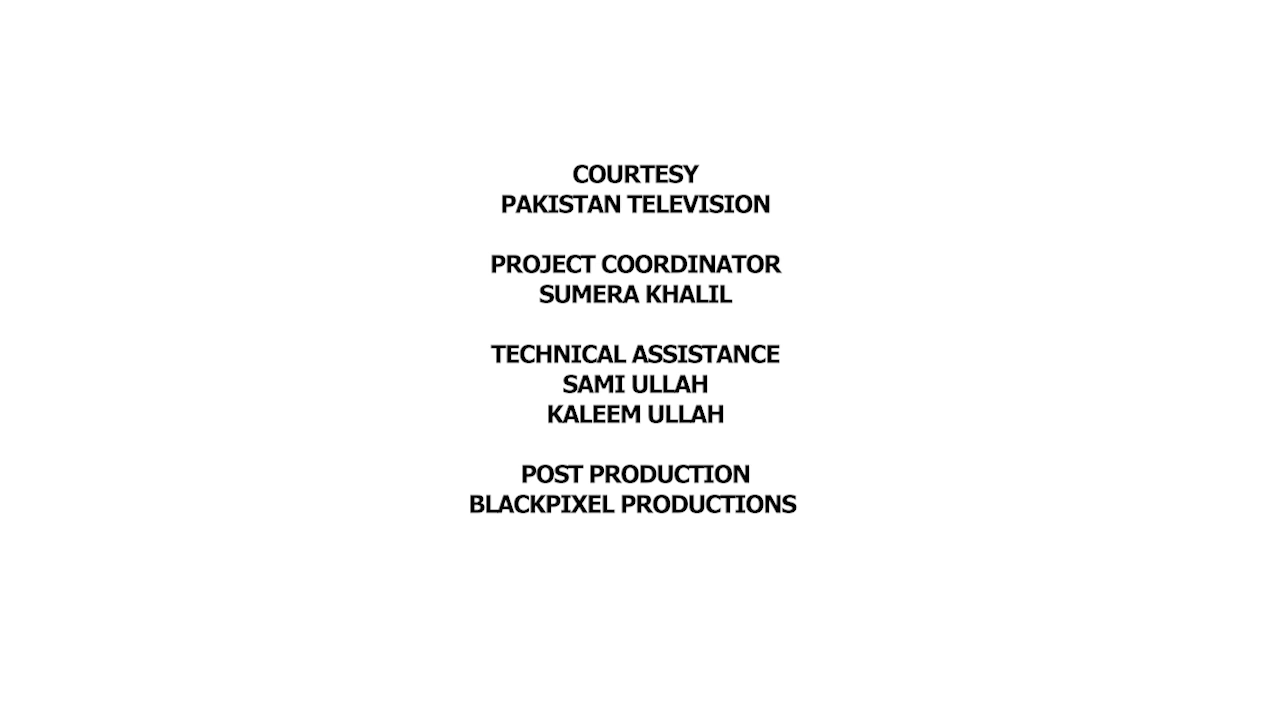 COURTESY
PAKISTAN TELEVISION
PROJECT COORDINATOR
SUMERA KHALIL
TECHNICAL ASSISTANCE
SAMI ULLAH
KALEEM ULLAH
POST PRODUCTION
BLACKPIXEL PRODUCTIONS